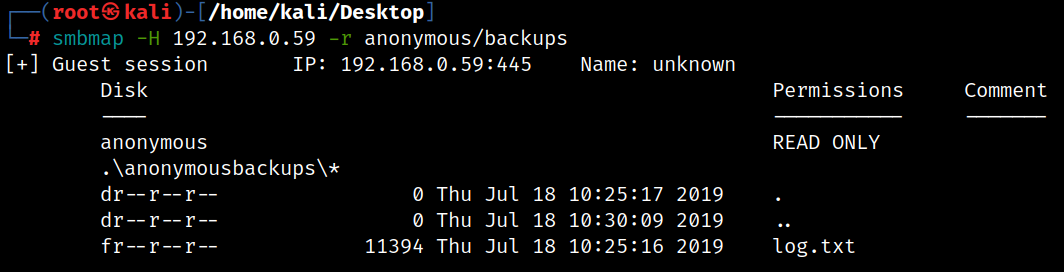 ┌──(root㉿kali)-[/home/kali/Desktop]
└─# smbmap -H 192.168.0.59 -r anonymous/backups
[+] Guest session       IP: 192.168.0.59:445    Name: unknown
        Disk                                                    Permissions     Comment
        ----                                                    -----------     -------
        anonymous                                               READ ONLY
        .\anonymousbackups\*
        dr--r--r--                0 Thu Jul 18 10:25:17 2019    .
        dr--r--r--                0 Thu Jul 18 10:30:09 2019    ..
        fr--r--r--            11394 Thu Jul 18 10:25:16 2019    log.txt